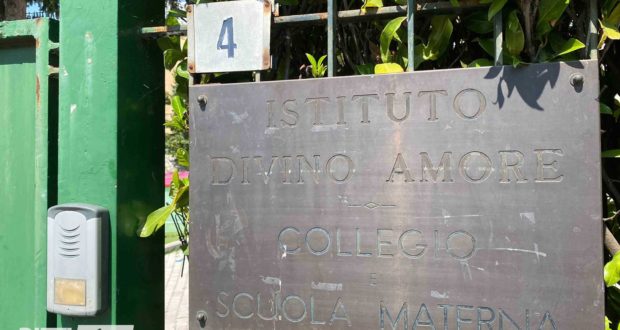 4
ISTITUTO
DIVINO AMORE
COLLEGIO
E
SCUOLA MATERNA